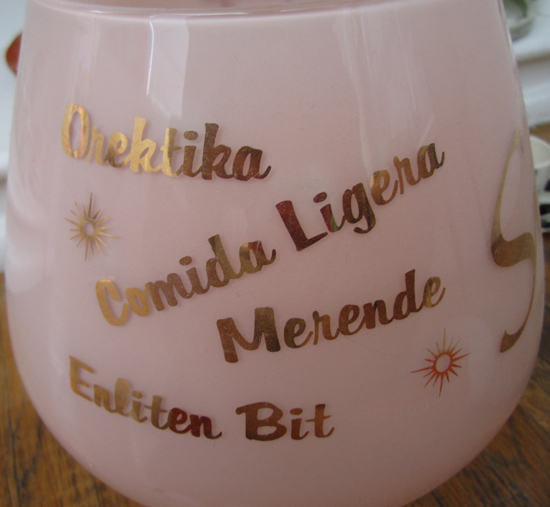 Orektika
Comida Ligera
Merende
Enliten Bit
S